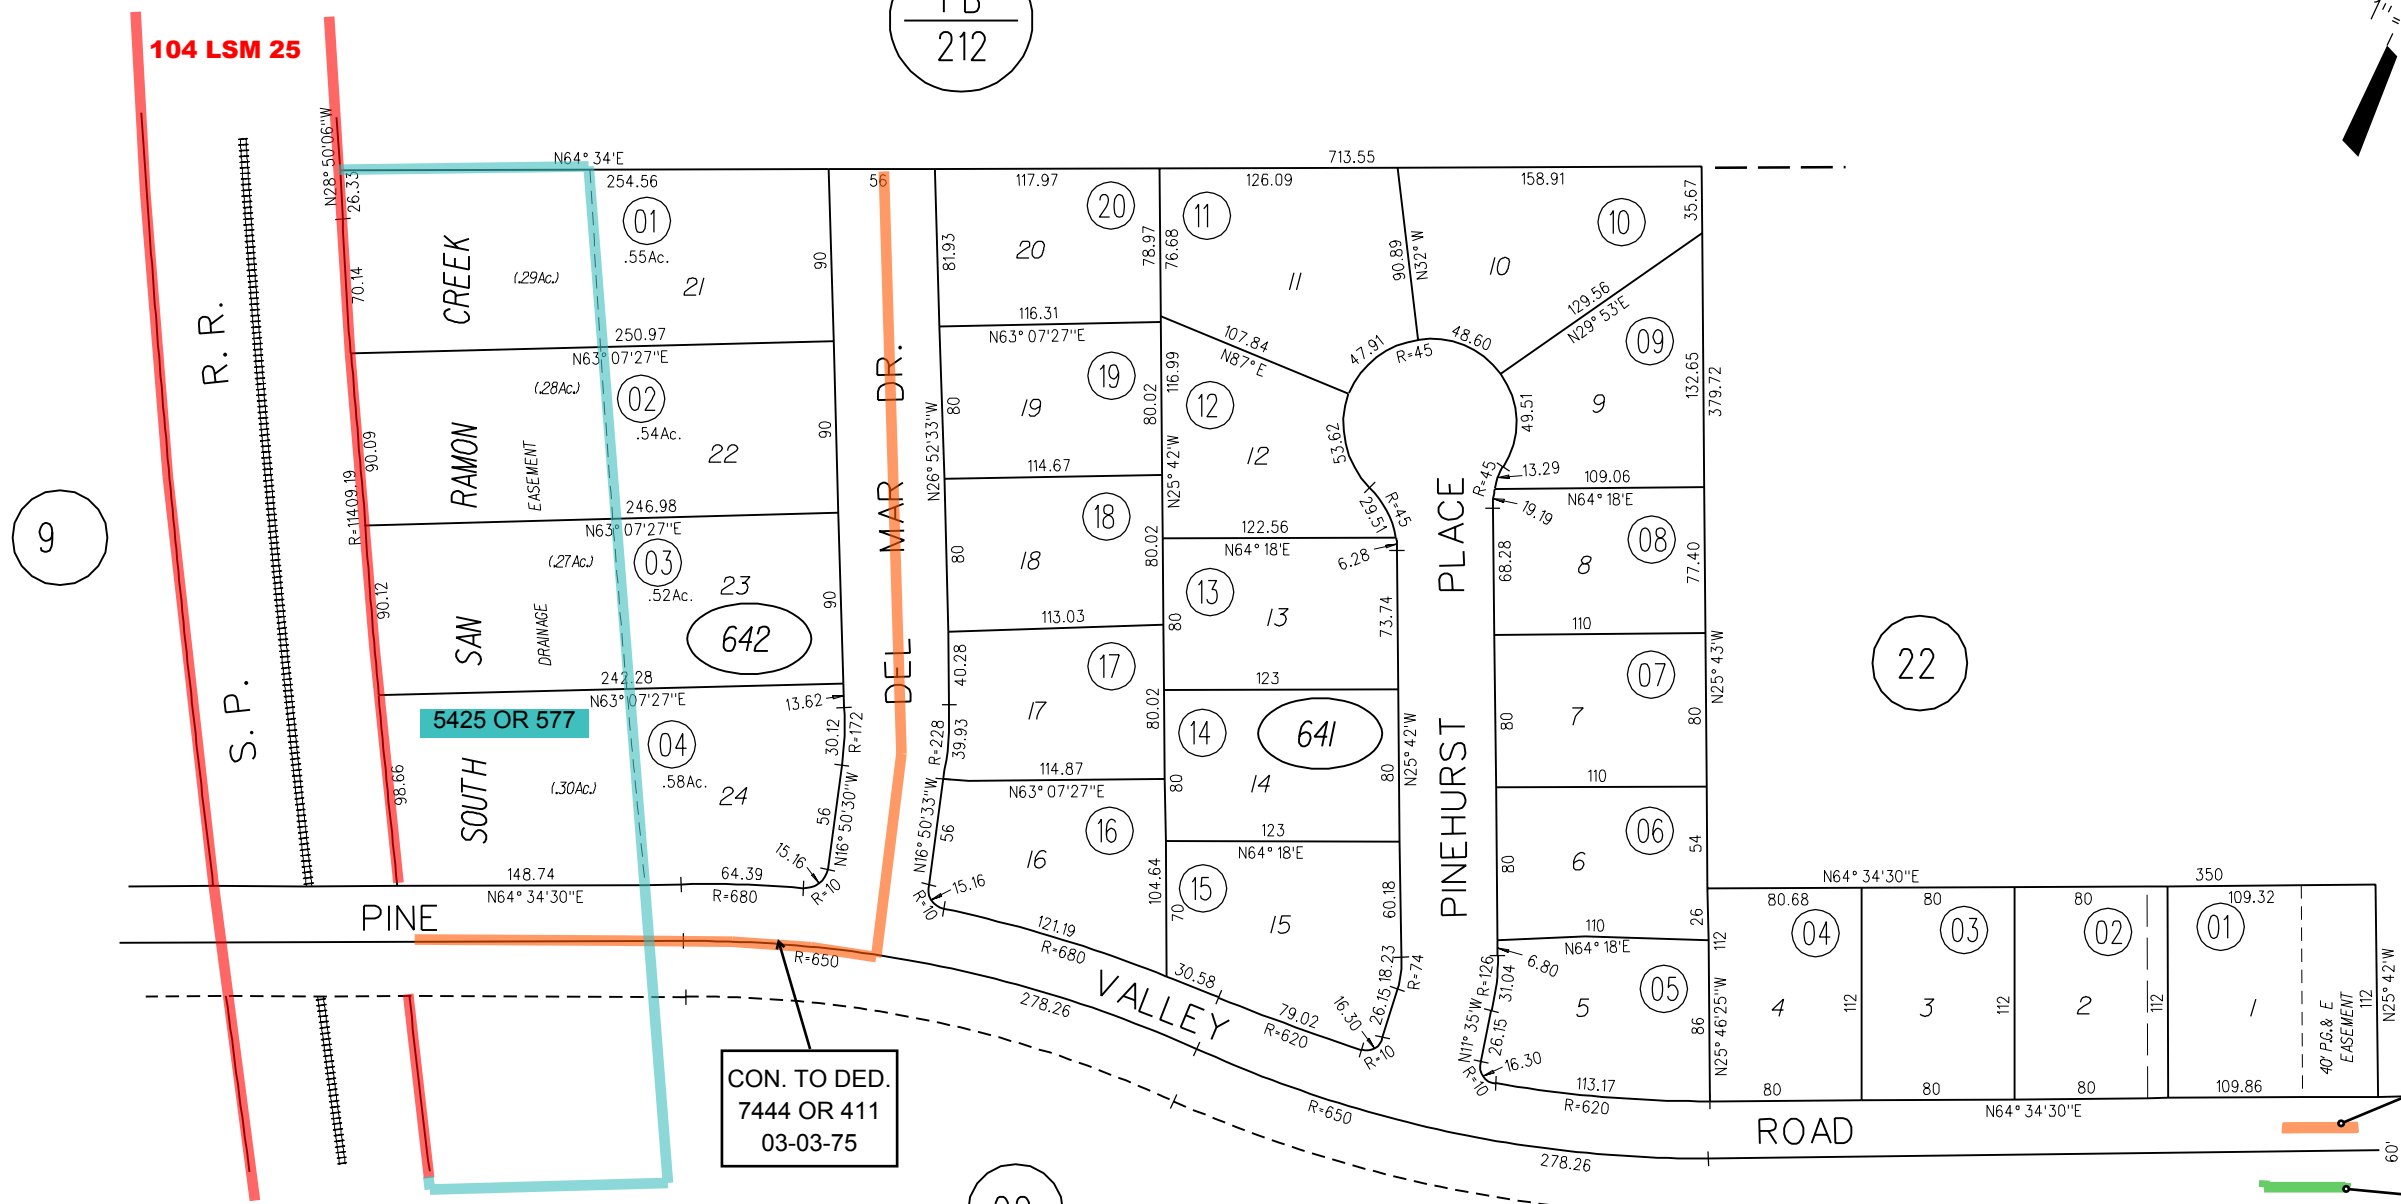 104 LSM 25
PB
212
1"=
N28°50'06"W
26.33
N64° 34'E
254.56
56
117.97
713.55
126.09
158.91
35.67
01
.55Ac.
21
90
CREEK
(.29Ac.)
70.14
R. R.
20
20
81.93
78.97
76.68
11
11
90.89
N32° W
10
10
129.56
N29° 53'E
250.97
N63° 07'27"E
116.31
N63° 07'27"E
107.84
N87° E
47.91
R=45
48.60
09
9
132.65
379.72
(.28Ac.)
02
.54Ac.
22
90
RAMON
EASEMENT
90.09
R=11409.19
DR.
MAR
DEL
19
19
80
80.02
116.99
N26° 52'33"W
12
12
53.62
49.51
R=45
13.29
109.06
N64° 18'E
19.19
9
246.98
N63° 07'27"E
114.67
N25° 42'W
18
18
80
80.02
122.56
N64° 18'E
29.51
R=45
6.28
PLACE
PINEHURST
68.28
08
8
77.40
(.27Ac.)
03
.52Ac.
23
90
642
SAN
DRAINAGE
90.12
S. P.
113.03
13
13
80
73.74
110
N25° 43'W
22
242.28
N63° 07'27"E
13.62
40.28
17
17
80.02
123
07
7
80
80
5425 OR 577
04
.58Ac.
24
(.30Ac.)
SOUTH
98.66
30.12
R=172
R=228
39.93
14
14
641
80
80
N25° 42'W
114.87
N63° 07'27"E
110
56
N16° 50'30"W
N16° 50'33"W
56
16
16
104.64
123
N64° 18'E
06
6
80
54
15.16
R=10
15.16
R=10
148.74
N64° 34'30"E
64.39
R=680
15
15
70
60.18
26
N64° 34'30"E
350
PINE
R=650
121.19
R=680
110
N64° 18'E
80.68
80
80
109.32
04
03
02
01
112
4
112
3
112
2
112
1
112
N25° 42'W
40' P.G.& E
EASEMENT
30.58
VALLEY
18.23
R=74
26.15
16.30
R=10
6.80
R=126
31.04
N11° 35'W
26.15
16.30
R=10
05
5
86
N25° 46'25"W
278.26
79.02
R=620
CON. TO DED.
7444 OR 411
03-03-75
R=650
113.17
R=620
80
80
80
109.86
N64° 34'30"E
ROAD
278.26
60'